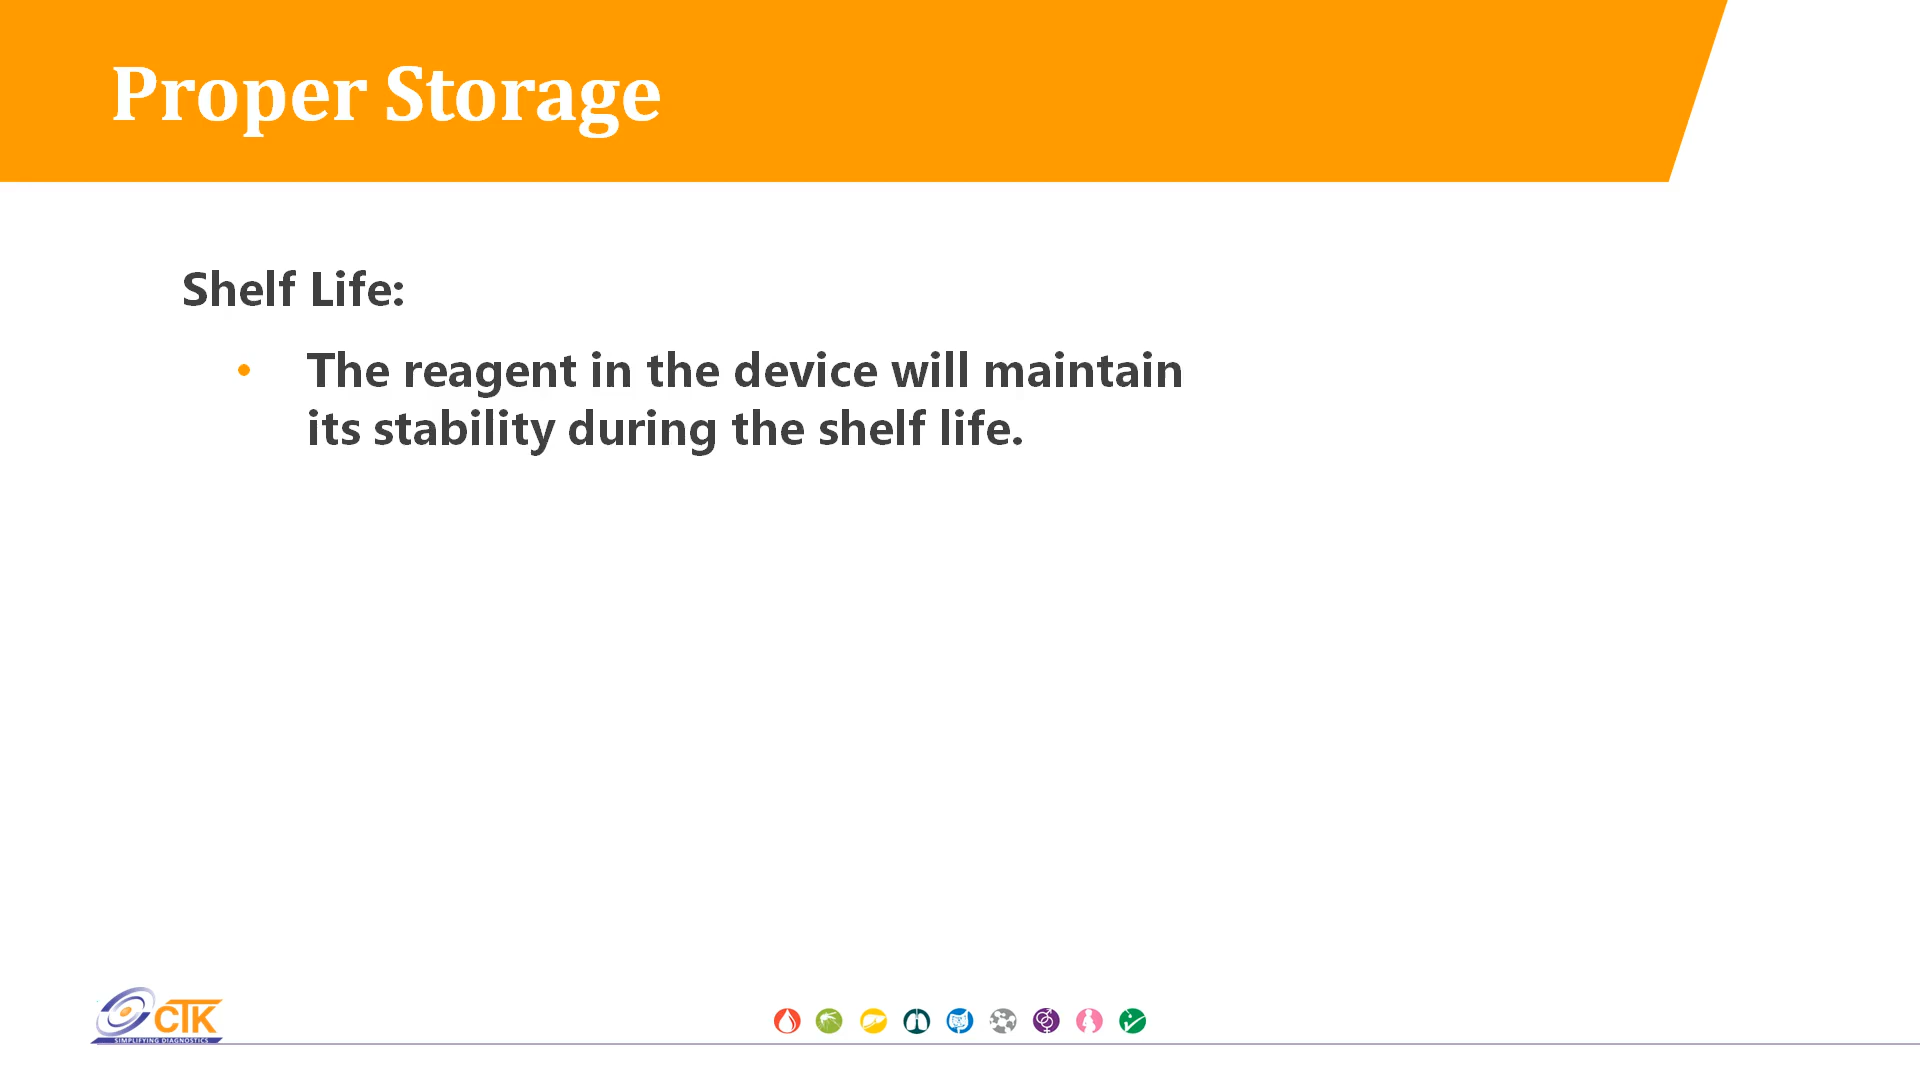 Proper Storage
Shelf Life:
• The reagent in the device will maintain
its stability during the shelf life.
CTK
SIMPLIFYING DIAGNOSTICS